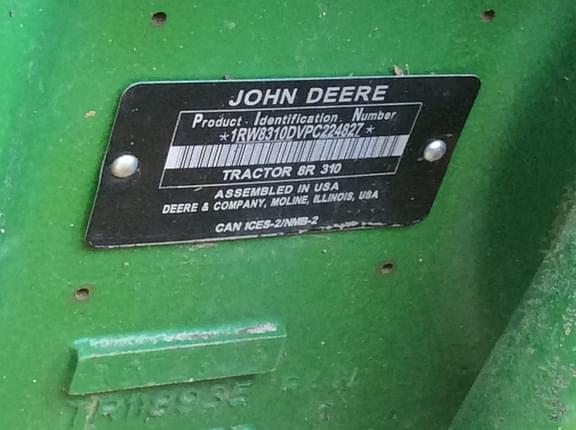 JOHN DEERE
Product Identification Number
*1RW8310DVPC224827*
TRACTOR 8R 310
ASSEMBLED IN USA
DEERE & COMPANY, MOLINE, ILLINOIS, USA
CAN ICES-2/NMB-2